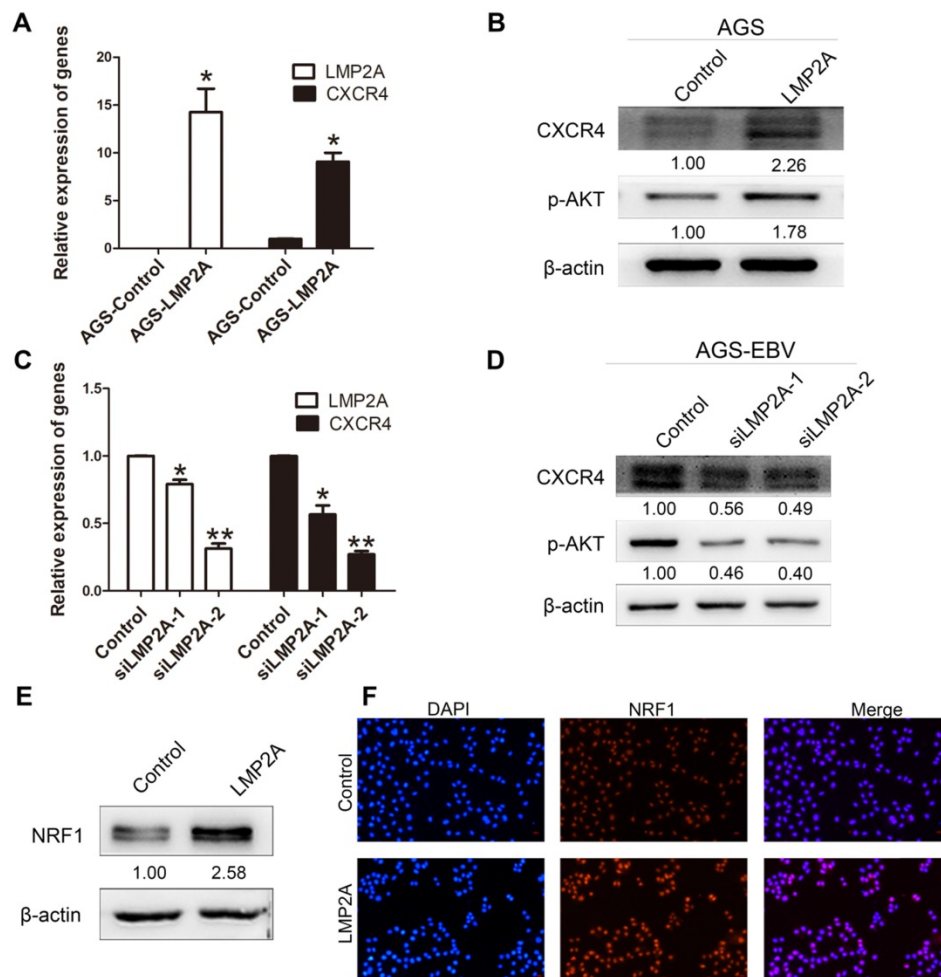 A
Relative expression of genes
20
15
10
5
0
*
*
LMP2A
CXCR4
AGS-Control
AGS-LMP2A
AGS-Control
AGS-LMP2A
B
AGS
Control
LMP2A
CXCR4
1.00 2.26
p-AKT
1.00 1.78
β-actin
C
Relative expression of genes
1.5
1.0
0.5
0.0
*
**
*
**
LMP2A
CXCR4
Control
siLMP2A-1
siLMP2A-2
Control
siLMP2A-1
siLMP2A-2
D
AGS-EBV
Control
siLMP2A-1
siLMP2A-2
CXCR4
1.00 0.56 0.49
p-AKT
1.00 0.46 0.40
β-actin
E
Control
LMP2A
NRF1
1.00 2.58
β-actin
F
DAPI NRF1 Merge
Control
LMP2A